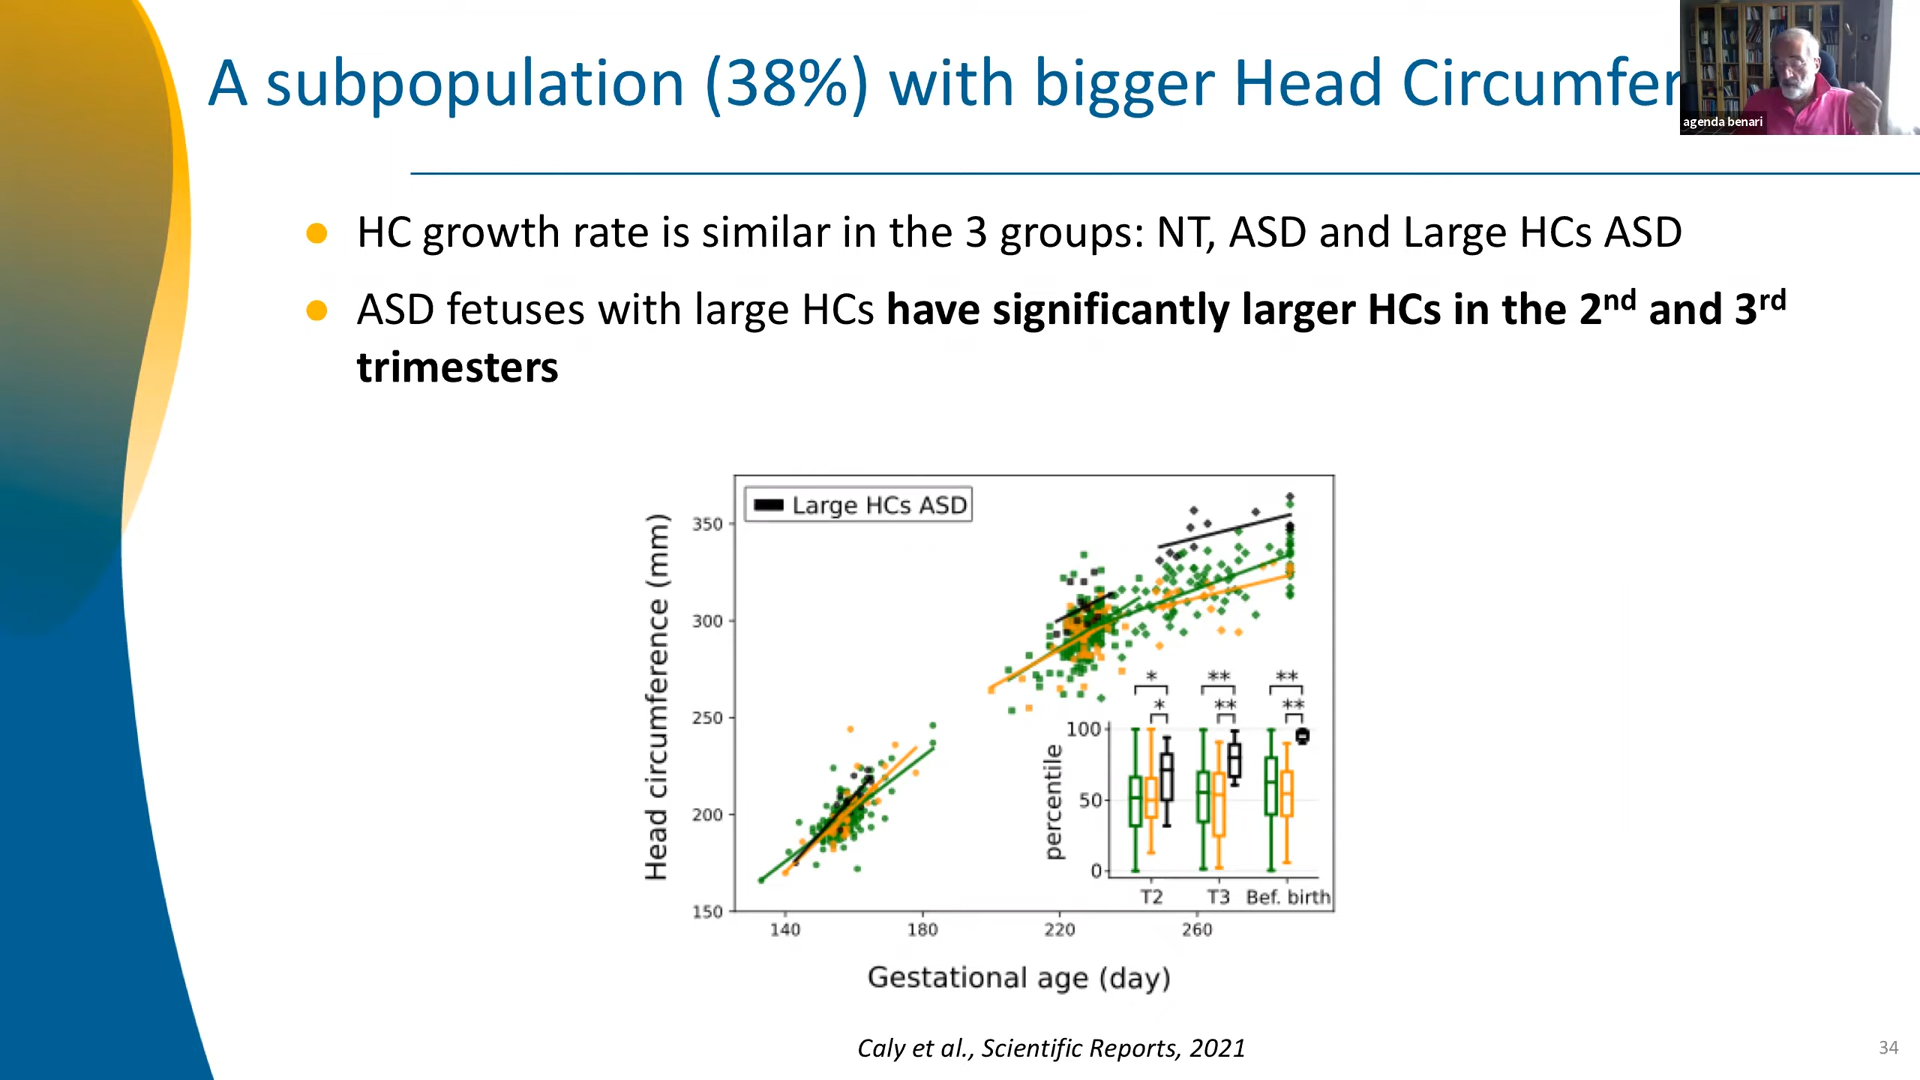 A subpopulation (38%) with bigger Head Circumfer
agenda benari
● HC growth rate is similar in the 3 groups: NT, ASD and Large HCs ASD
● ASD fetuses with large HCs have significantly larger HCs in the 2nd and 3rd
trimesters
Large HCs ASD
Head circumference (mm)
350
300
250
200
150
140 180 220 260
Gestational age (day)
* ** **
* ** **
percentile
100
50
0
T2 T3 Bef. birth
Caly et al., Scientific Reports, 2021
34